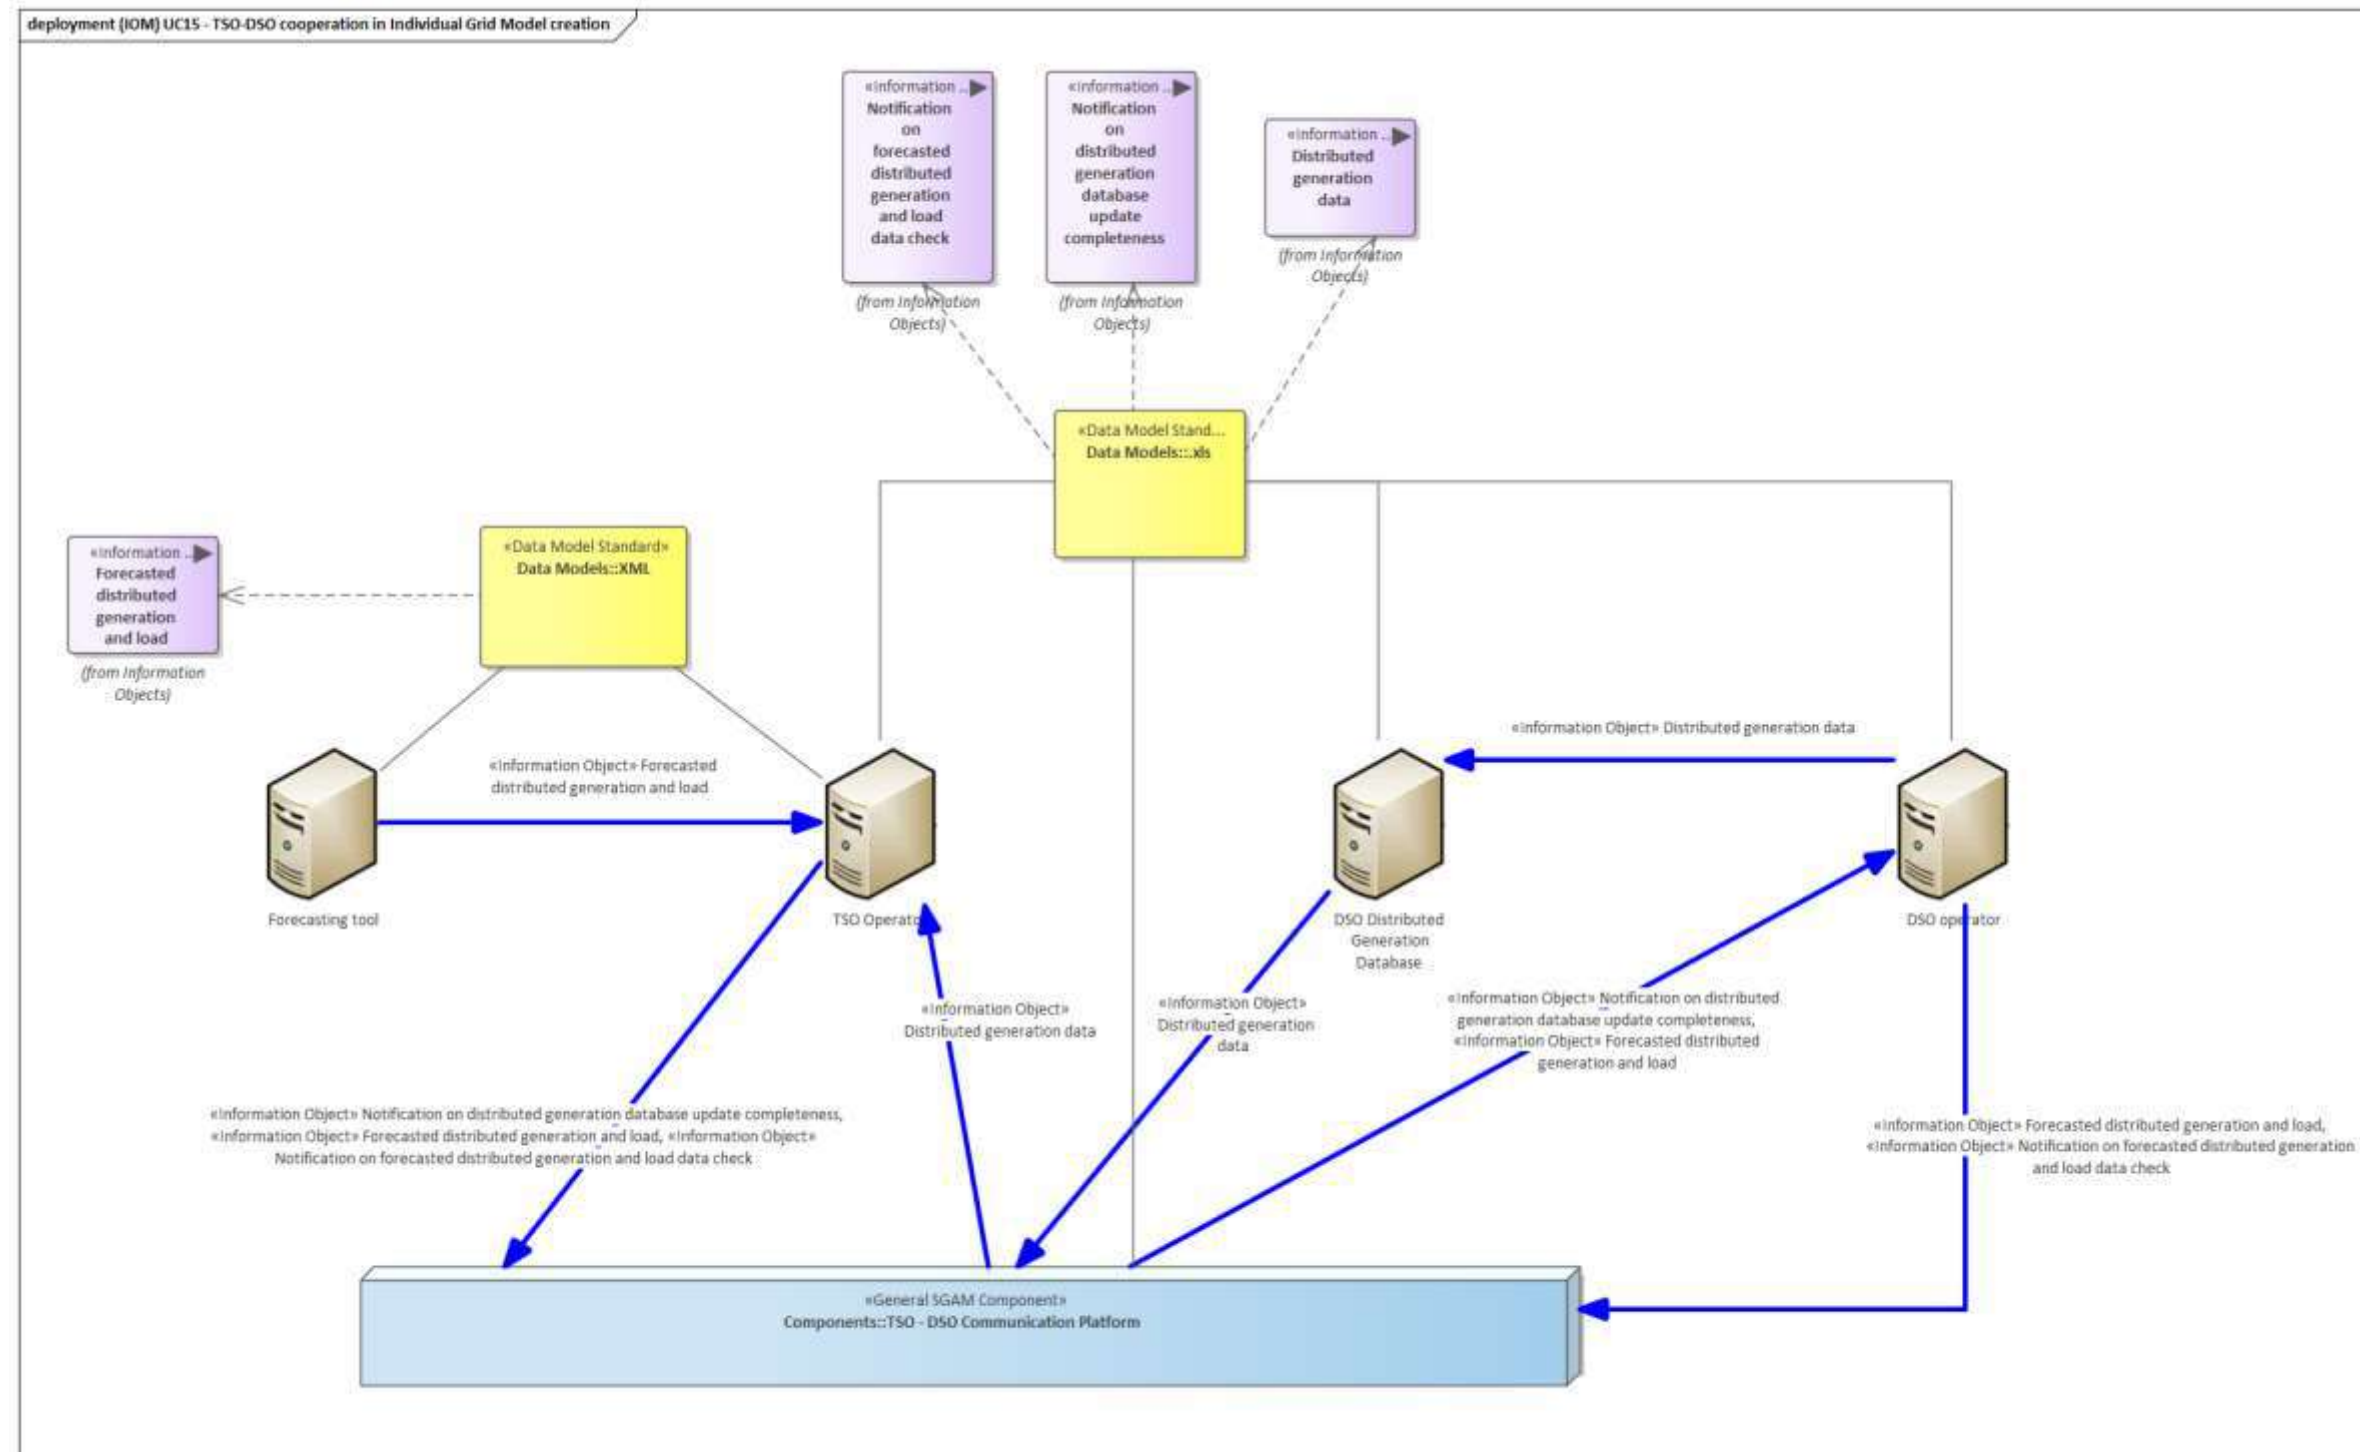 deployment (IOM) UC15 - TSO-DSO cooperation in Individual Grid Model creation
«Information ...
Notification
on
forecasted
distributed
generation
and load
data check
(from Information
Objects)
«Information ...
Notification
on
distributed
generation
database
update
completeness
(from Information
Objects)
«Information ...
Distributed
generation
data
(from Information
Objects)
«Data Model Stand...
Data Models::.xls
«Information ...
Forecasted
distributed
generation
and load
(from Information
Objects)
«Data Model Standard»
Data Models::XML
«Information Object» Forecasted
distributed generation and load
«Information Object» Distributed generation data
Forecasting tool
TSO Operator
DSO Distributed
Generation
Database
DSO operator
«Information Object»
Distributed generation data
«Information Object»
Distributed generation
data
«Information Object» Notification on distributed
generation database update completeness,
«Information Object» Forecasted distributed
generation and load
«Information Object» Notification on distributed generation database update completeness,
«Information Object» Forecasted distributed generation and load, «Information Object»
Notification on forecasted distributed generation and load data check
«Information Object» Forecasted distributed generation and load,
«Information Object» Notification on forecasted distributed generation
and load data check
«General SGAM Component»
Components::TSO - DSO Communication Platform